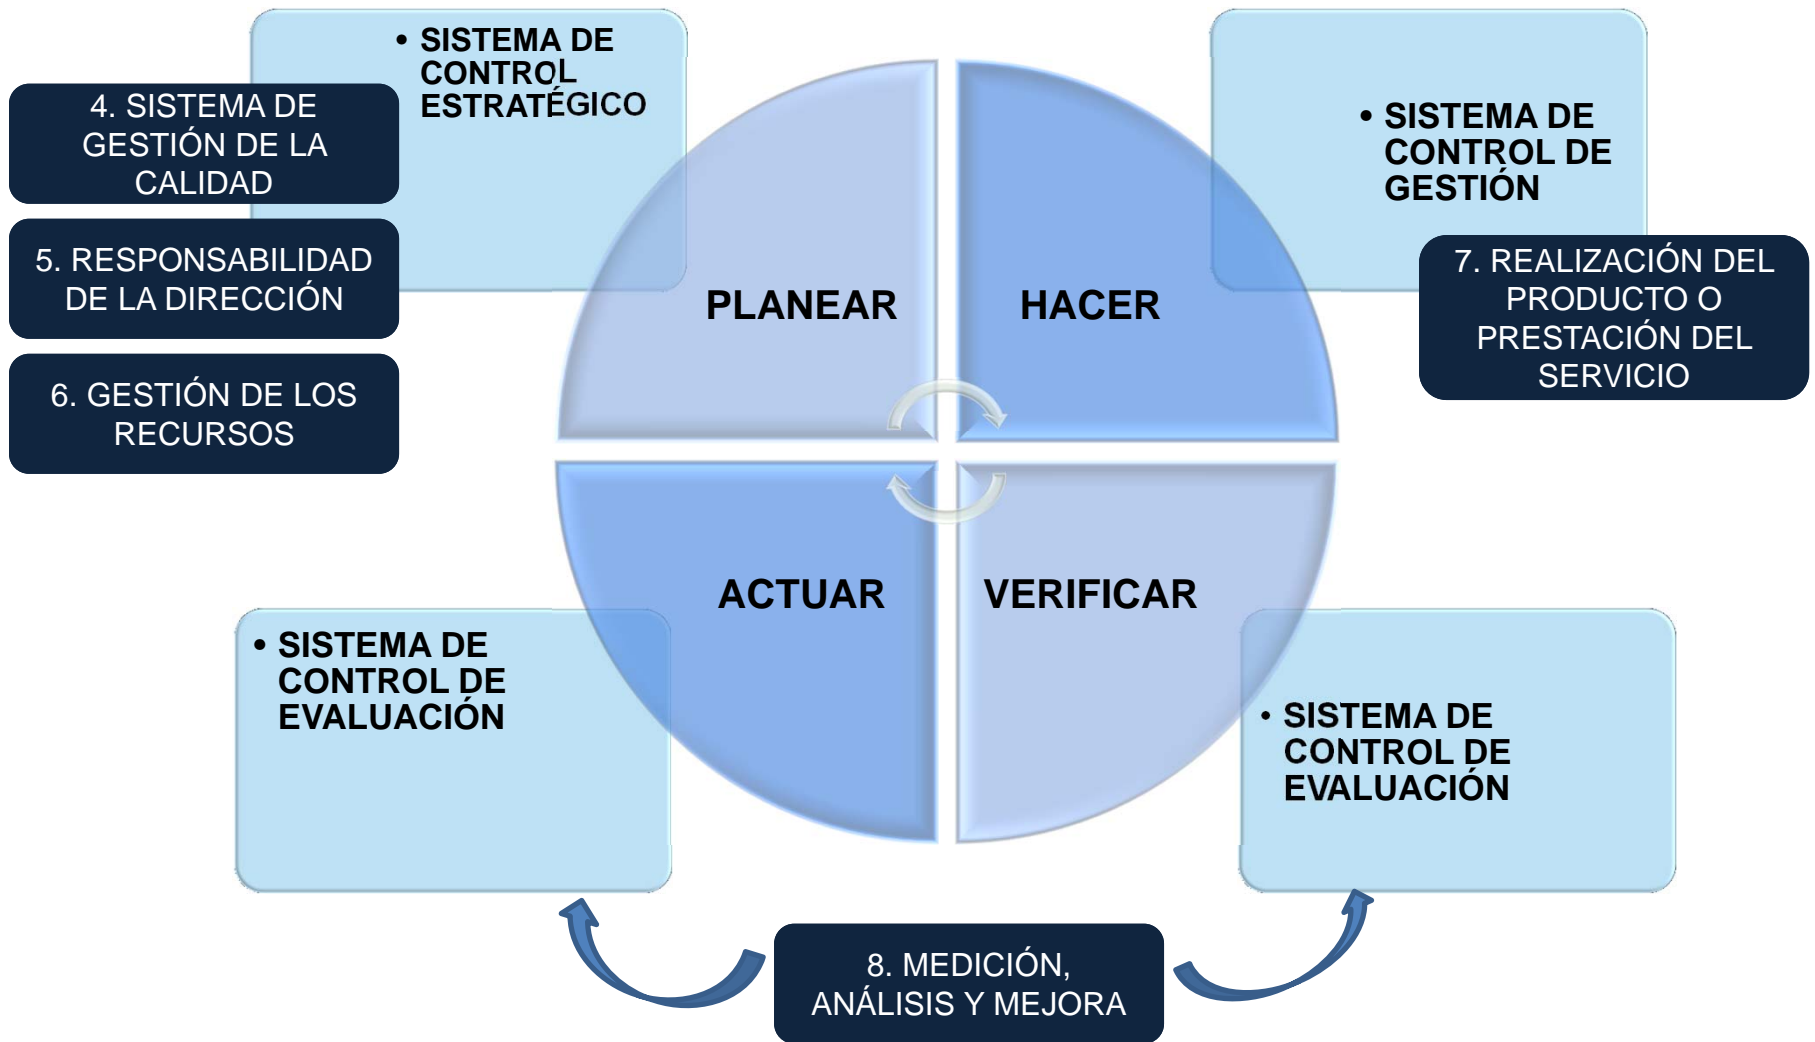 • SISTEMA DE
CONTROL
ESTRATÉGICO
4. SISTEMA DE
GESTIÓN DE LA
CALIDAD
5. RESPONSABILIDAD
DE LA DIRECCIÓN
6. GESTIÓN DE LOS
RECURSOS
PLANEAR
HACER
• SISTEMA DE
CONTROL DE
GESTIÓN
7. REALIZACIÓN DEL
PRODUCTO O
PRESTACIÓN DEL
SERVICIO
ACTUAR
VERIFICAR
• SISTEMA DE
CONTROL DE
EVALUACIÓN
• SISTEMA DE
CONTROL DE
EVALUACIÓN
8. MEDICIÓN,
ANÁLISIS Y MEJORA